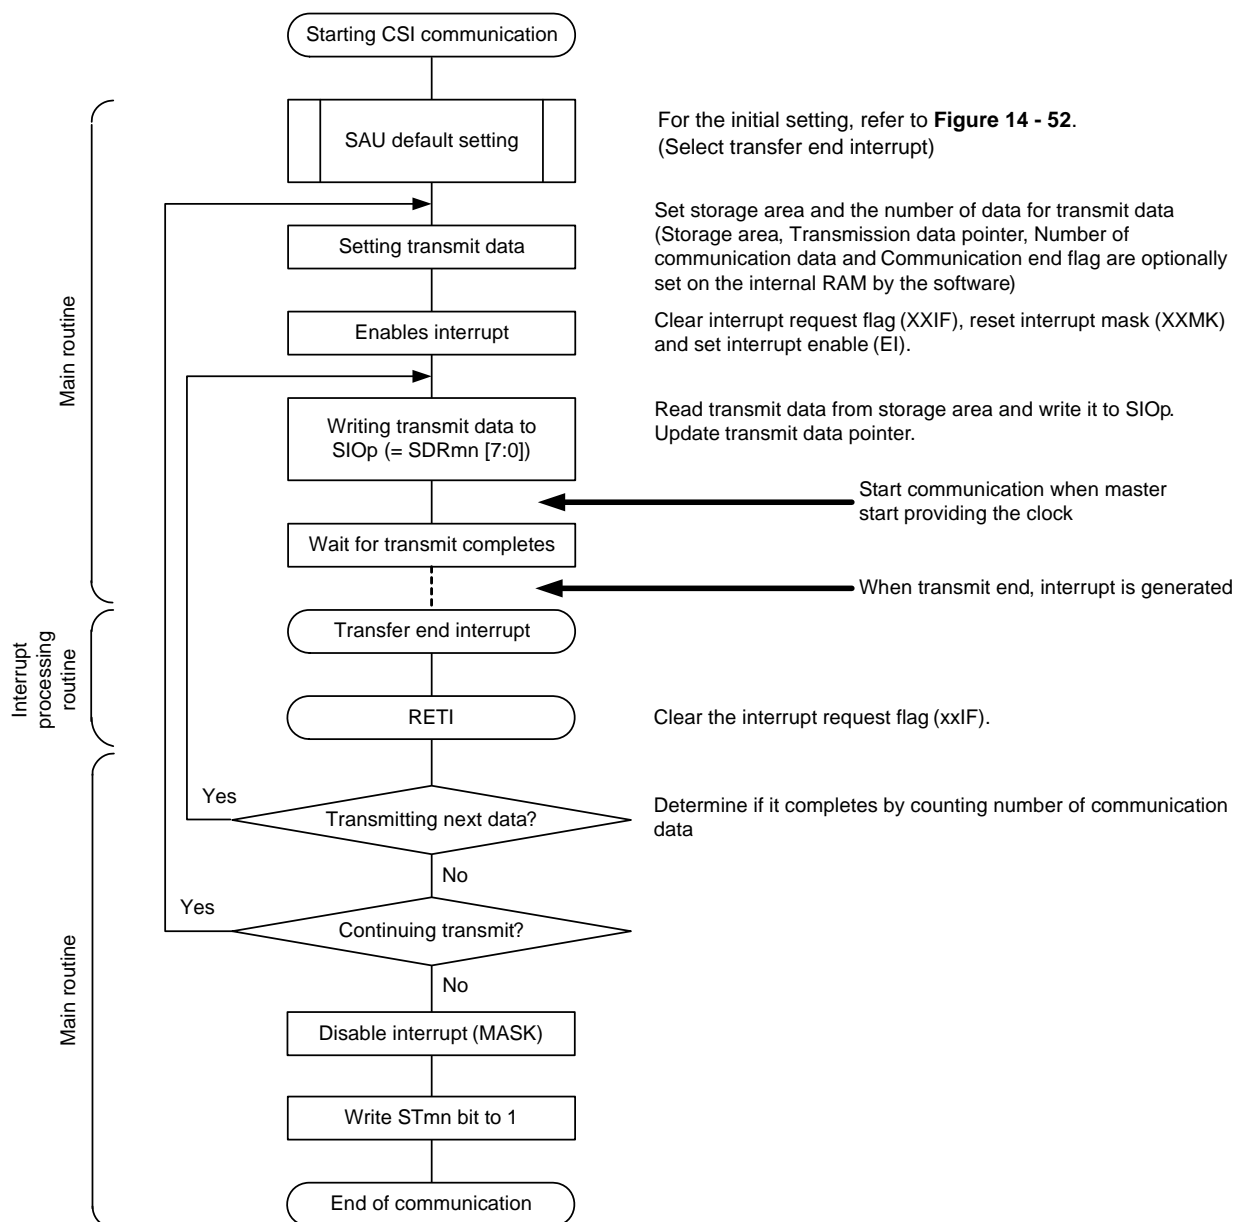 Starting CSI communication
SAU default setting
For the initial setting, refer to Figure 14 - 52.
(Select transfer end interrupt)
Setting transmit data
Set storage area and the number of data for transmit data
(Storage area, Transmission data pointer, Number of
communication data and Communication end flag are optionally
set on the internal RAM by the software)
Enables interrupt
Clear interrupt request flag (XXIF), reset interrupt mask (XXMK)
and set interrupt enable (EI).
Main routine
Writing transmit data to
SIOp (= SDRmn [7:0])
Read transmit data from storage area and write it to SIOp.
Update transmit data pointer.
Start communication when master
start providing the clock
Wait for transmit completes
When transmit end, interrupt is generated
Transfer end interrupt
Interrupt
processing
routine
RETI
Clear the interrupt request flag (xxIF).
Yes
Transmitting next data?
Determine if it completes by counting number of communication
data
No
Yes
Continuing transmit?
No
Main routine
Disable interrupt (MASK)
Write STmn bit to 1
End of communication